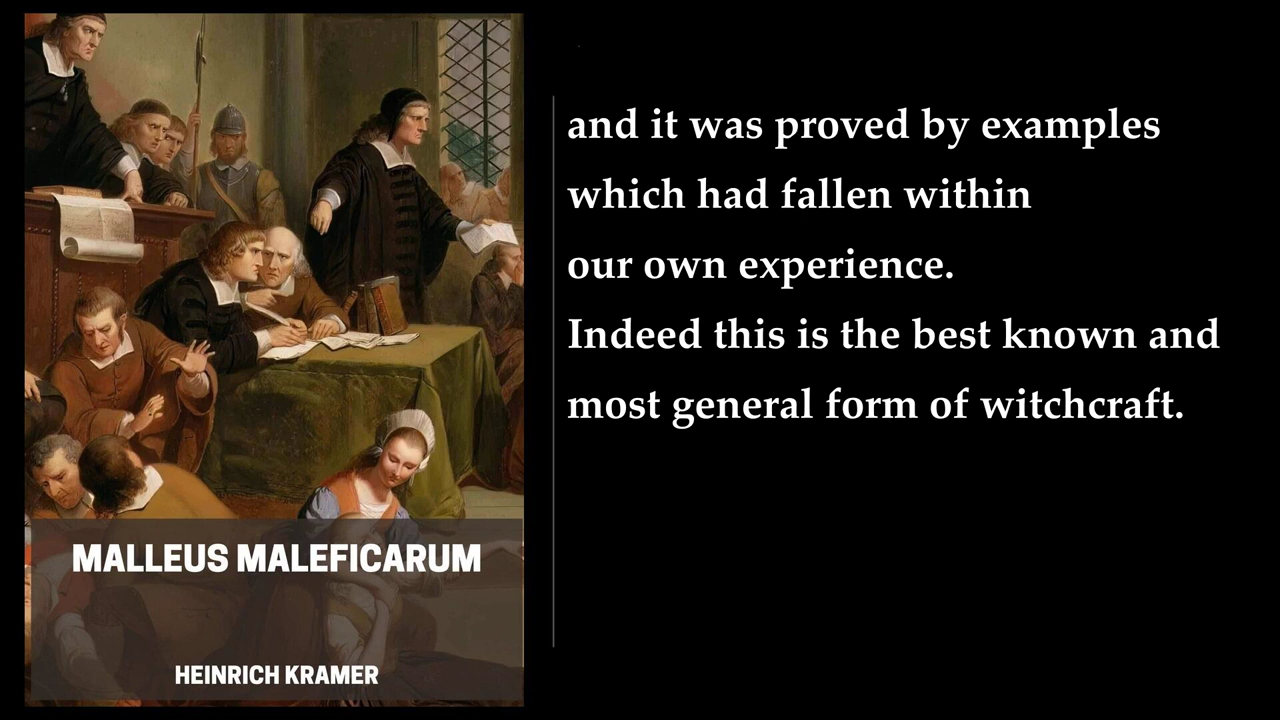 MALLEUS MALEFICARUM
HEINRICH KRAMER
and it was proved by examples
which had fallen within
our own experience.
Indeed this is the best known and
most general form of witchcraft.